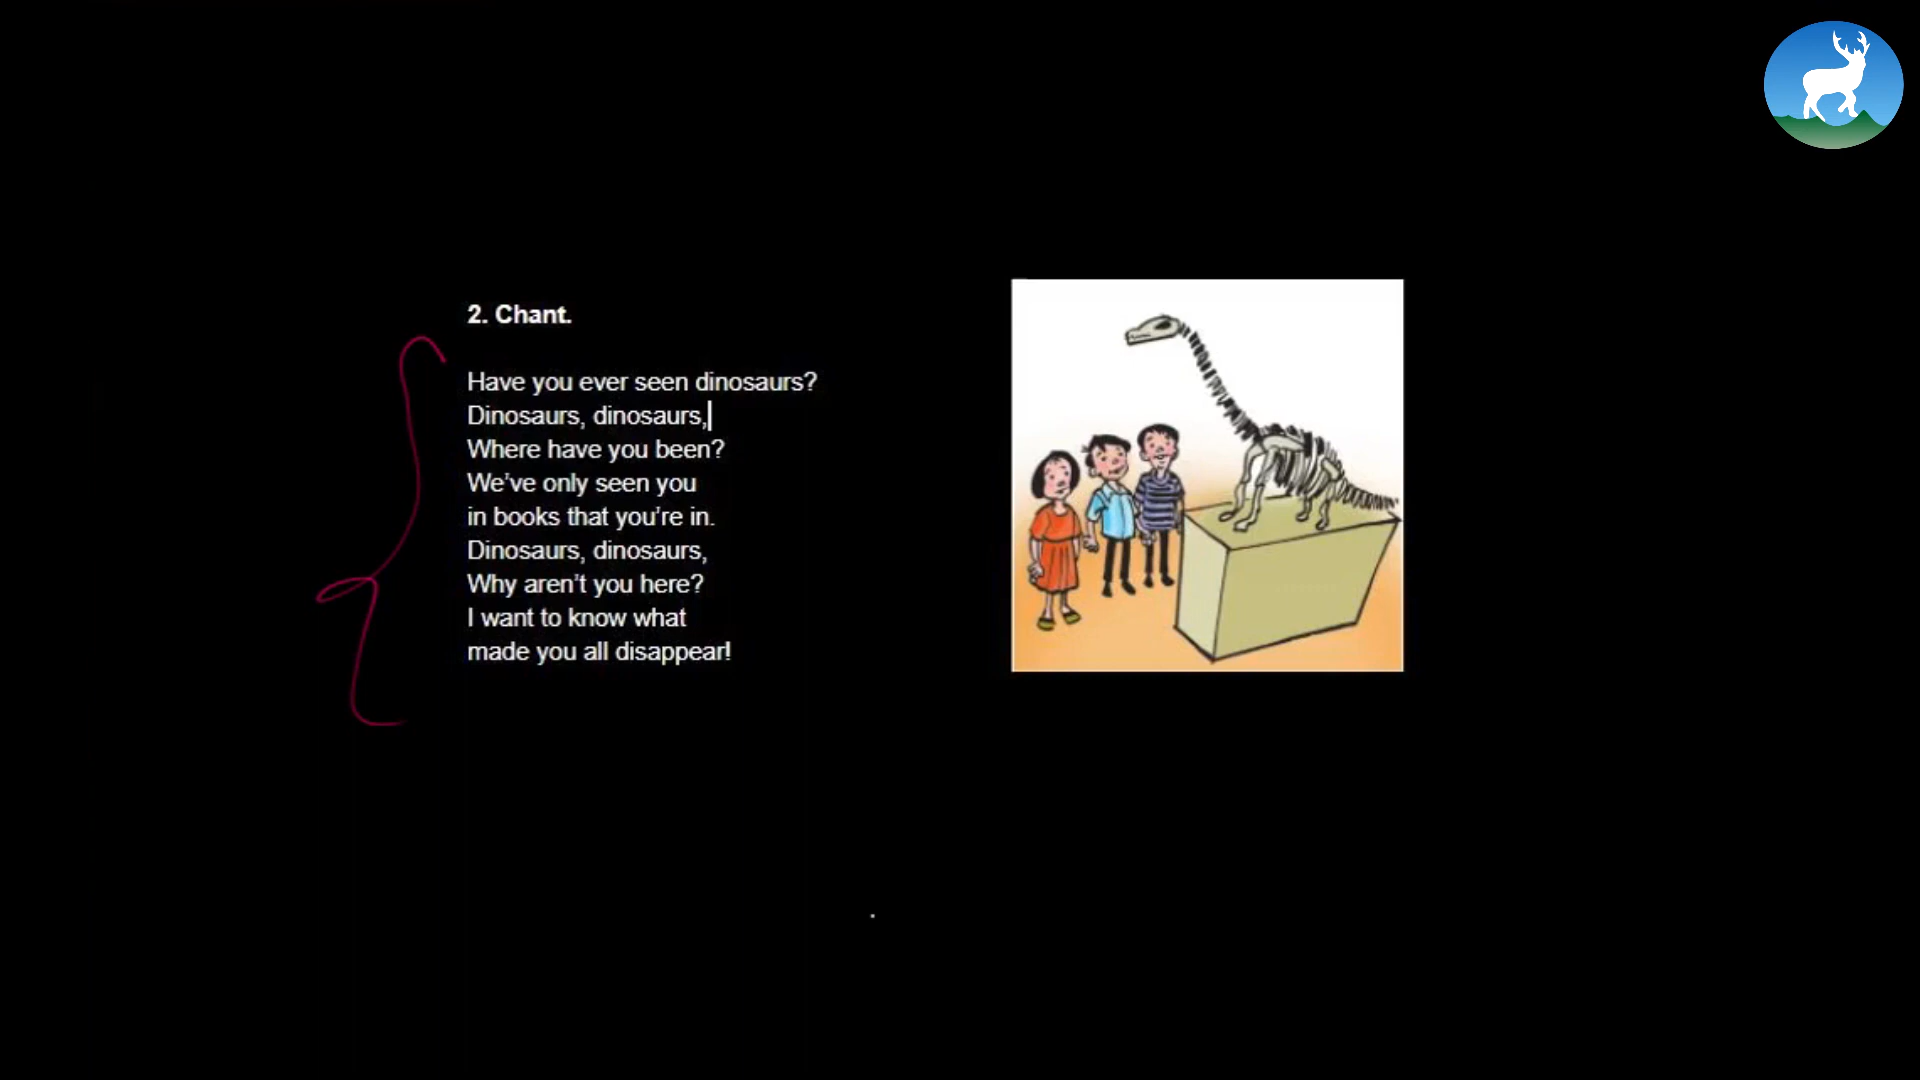 2. Chant.
Have you ever seen dinosaurs?
Dinosaurs, dinosaurs,
Where have you been?
We've only seen you
in books that you're in.
Dinosaurs, dinosaurs,
Why aren't you here?
I want to know what
made you all disappear!